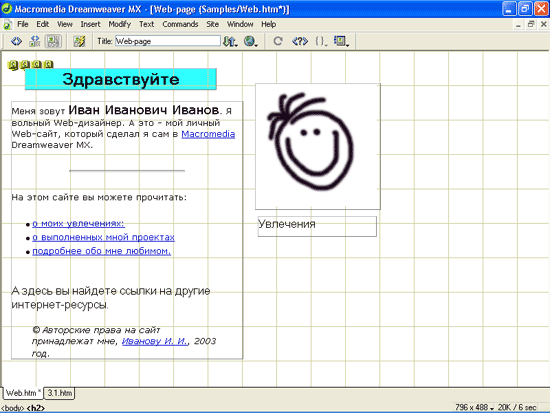 Macromedia Dreamweaver MX - [Web-page (Samples/Web.htm*)]
File Edit View Insert Modify Text Commands Site Window Help
Title: Web-page
Здравствуйте
Меня зовут Иван Иванович Иванов. Я
вольный Web-дизайнер. А это - мой личный
Web-сайт, который сделал я сам в Macromedia
Dreamweaver MX.
На этом сайте вы можете прочитать:
• о моих увлечениях;
• о выполненных мной проектах
• подробнее обо мне любимом.
А здесь вы найдете ссылки на другие
интернет-ресурсы.
© Авторские права на сайт
принадлежат мне, Иванову И. И., 2003
год.
Увлечения
Web.htm* 3.1.htm
<body> <h2> 796 x 488 20K / 6 sec